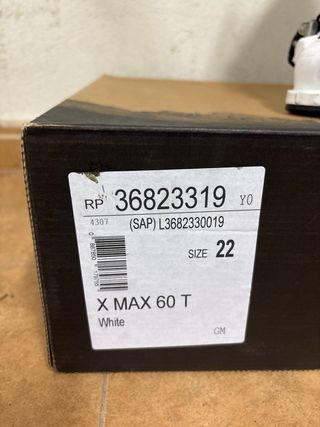 RP 36823319 Y0
4307 (SAP) L3682330019
SIZE 22
X MAX 60 T
White
GM